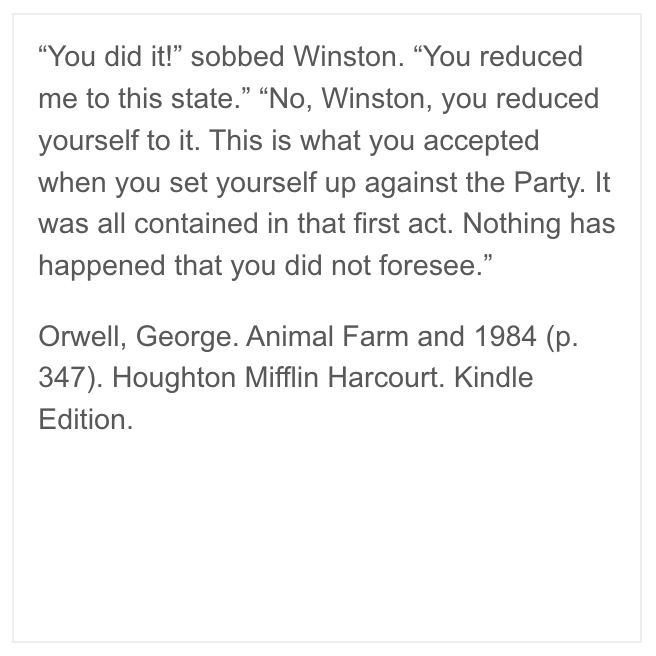 “You did it!” sobbed Winston. “You reduced
me to this state.” “No, Winston, you reduced
yourself to it. This is what you accepted
when you set yourself up against the Party. It
was all contained in that first act. Nothing has
happened that you did not foresee.”
Orwell, George. Animal Farm and 1984 (p.
347). Houghton Mifflin Harcourt. Kindle
Edition.